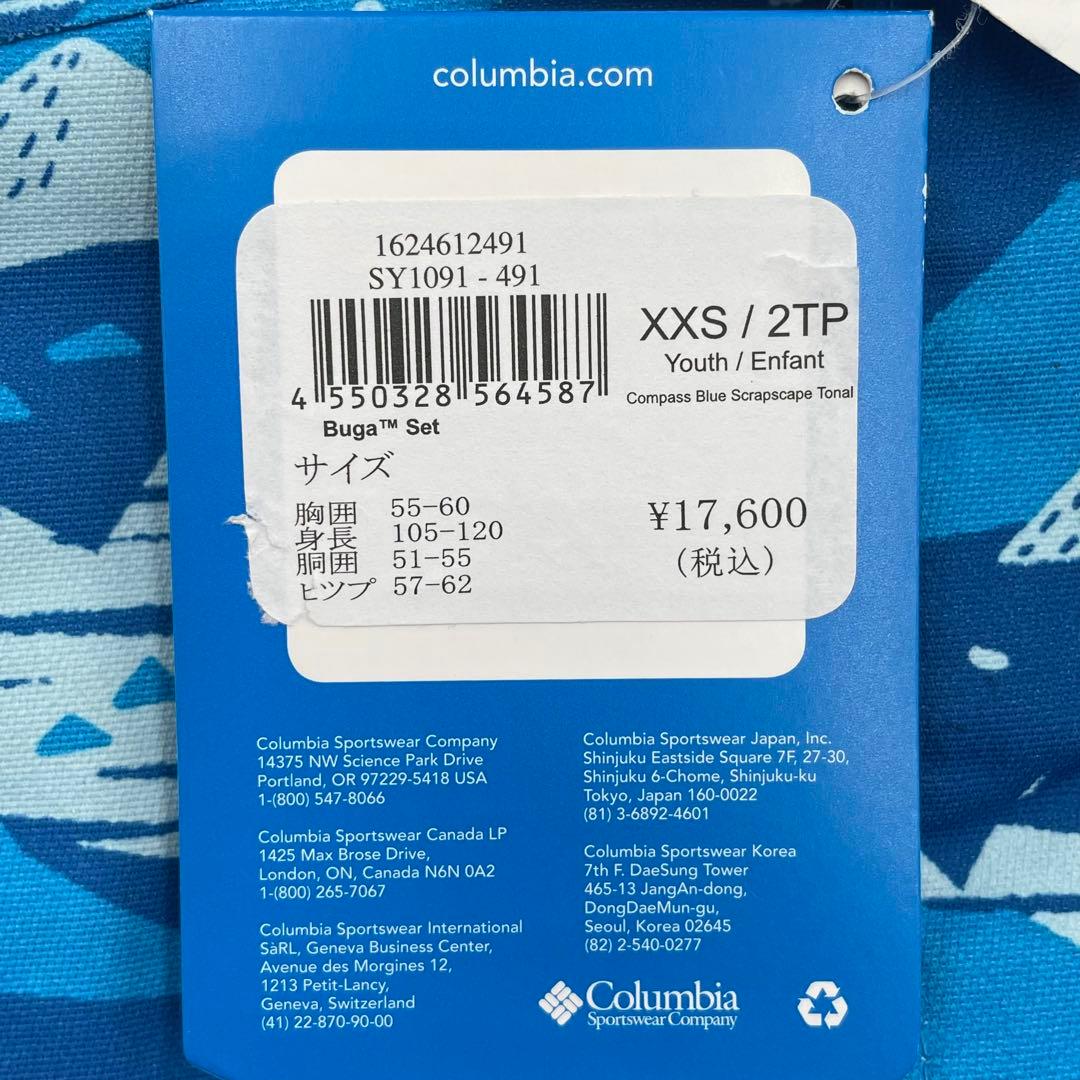 columbia.com
1624612491
SY1091 - 491
4 550328 564587
XXS / 2TP
Youth / Enfant
Compass Blue Scrapscape Tonal
Buga™ Set
サイズ
胸囲 55-60
身長 105-120
胴囲 51-55
ヒップ 57-62
¥17,600
(税込)
Columbia Sportswear Company
14375 NW Science Park Drive
Portland, OR 97229-5418 USA
1-(800) 547-8066
Columbia Sportswear Canada LP
1425 Max Brose Drive,
London, ON, Canada N6N 0A2
1-(800) 265-7067
Columbia Sportswear International
SàRL, Geneva Business Center,
Avenue des Morgines 12,
1213 Petit-Lancy,
Geneva, Switzerland
(41) 22-870-90-00
Columbia Sportswear Japan, Inc.
Shinjuku Eastside Square 7F, 27-30,
Shinjuku 6-Chome, Shinjuku-ku
Tokyo, Japan 160-0022
(81) 3-6892-4601
Columbia Sportswear Korea
7th F. DaeSung Tower
465-13 JangAn-dong,
DongDaeMun-gu,
Seoul, Korea 02645
(82) 2-540-0277
Columbia
Sportswear Company